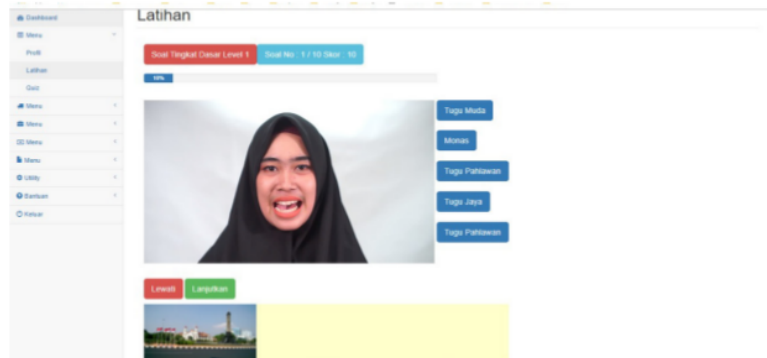 Latihan
Dashboard
Menu
Profil
Latihan
Quiz
Menu
Menu
Menu
Menu
Utility
Bantuan
Keluar
Soal Tingkat Dasar Level 1
Soal No : 1 / 10 Skor : 10
10%
Tugu Muda
Monas
Tugu Pahlawan
Tugu Jaya
Tugu Pahlawan
Lewati
Lanjutkan